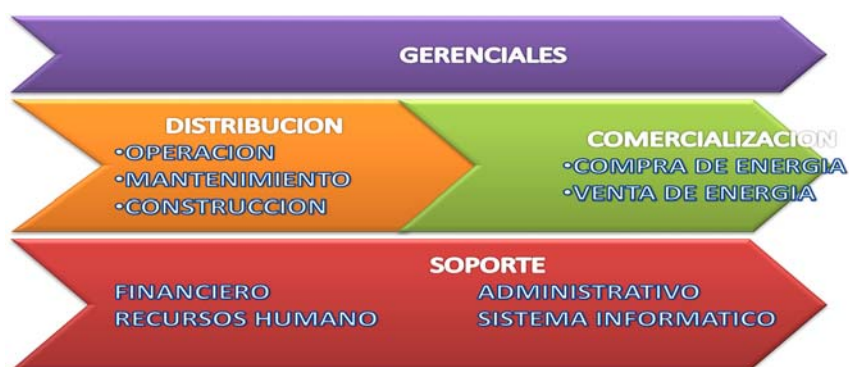 GERENCIALES
DISTRIBUCION
•OPERACION
•MANTENIMIENTO
•CONSTRUCCION
COMERCIALIZACION
•COMPRA DE ENERGIA
•VENTA DE ENERGIA
SOPORTE
FINANCIERO ADMINISTRATIVO
RECURSOS HUMANO SISTEMA INFORMATICO